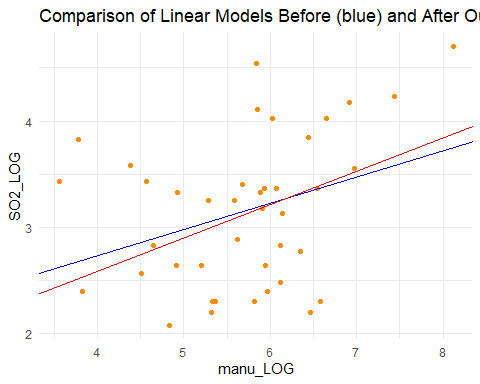 Comparison of Linear Models Before (blue) and After Ou
SO2_LOG
4
3
2
4
5
6
7
8
manu_LOG